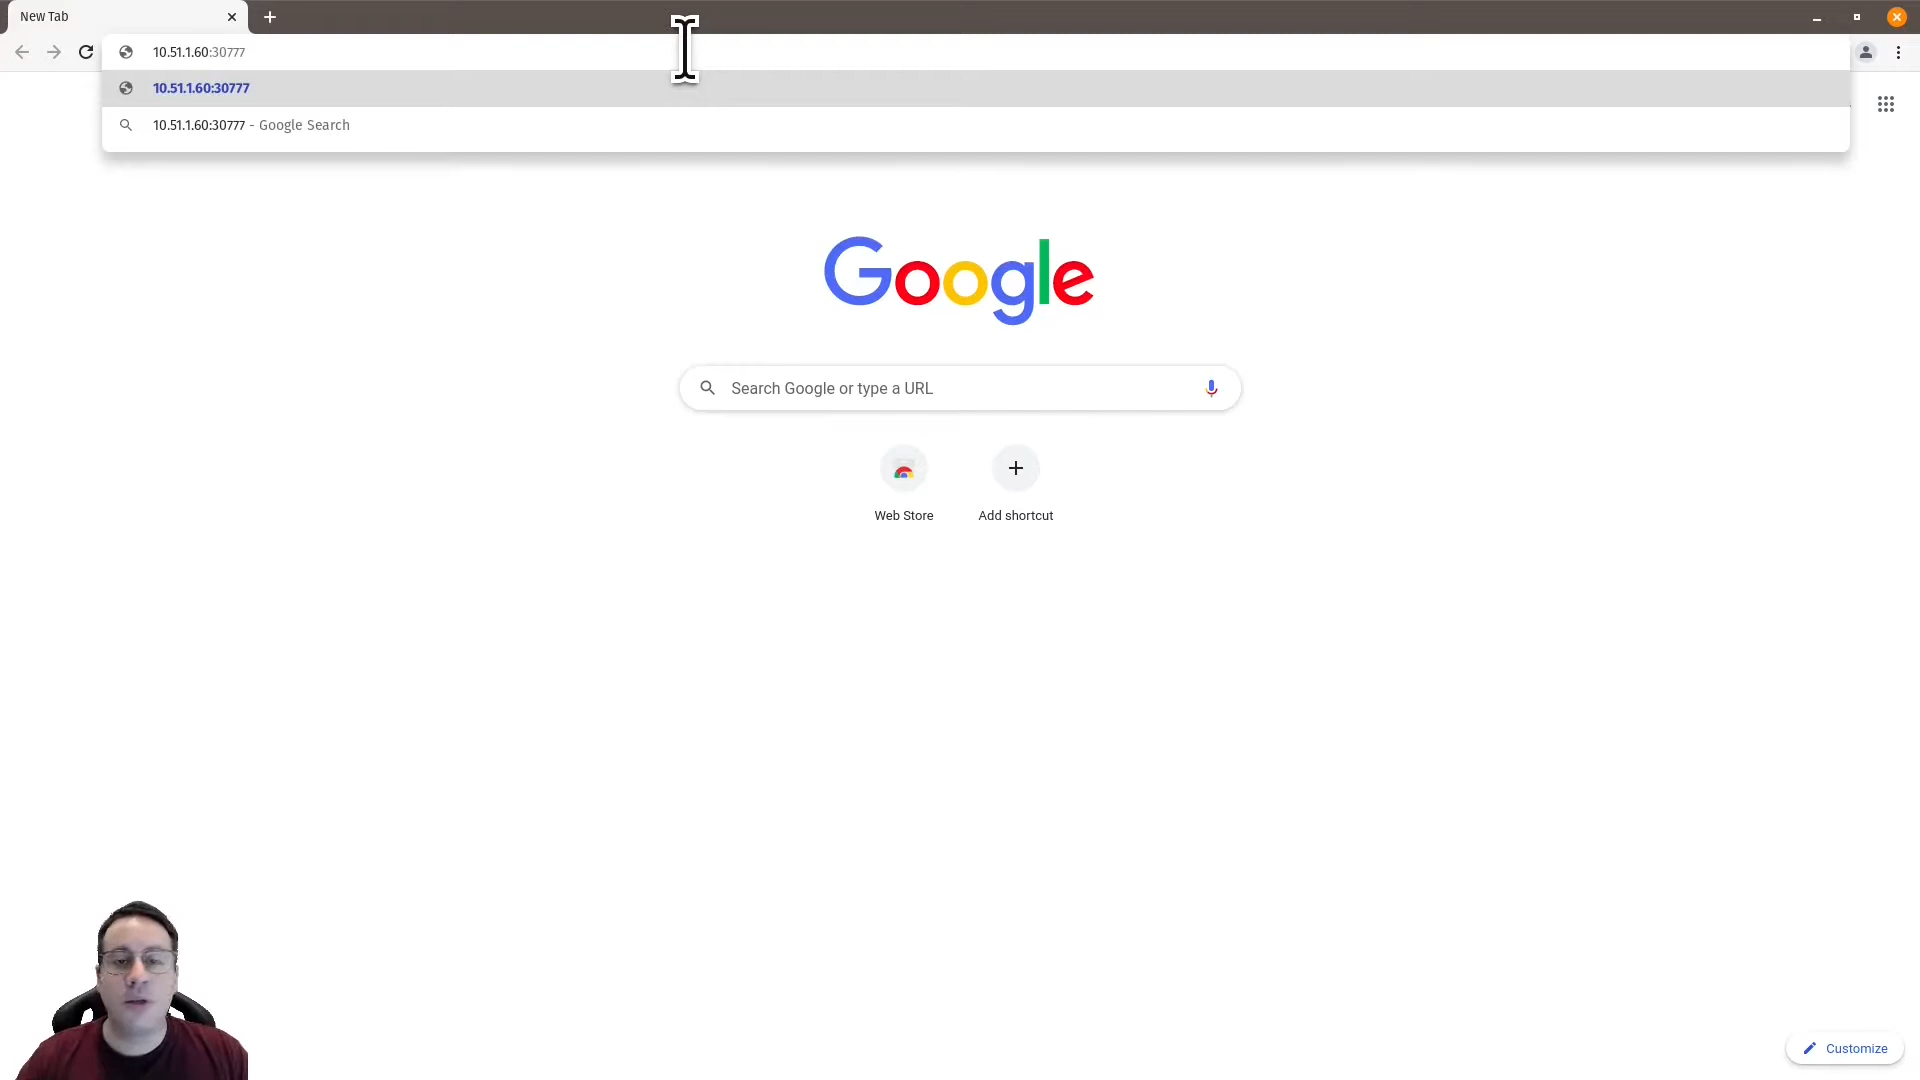 New Tab
10.51.1.60:30777
10.51.1.60:30777
10.51.1.60:30777 - Google Search
Google
Search Google or type a URL
Web Store
Add shortcut
Customize